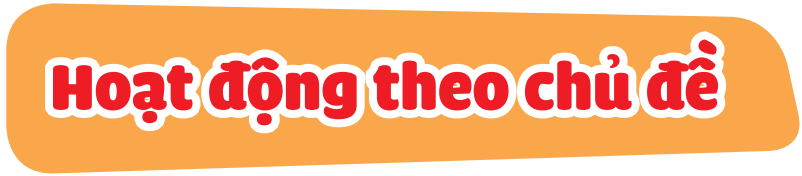 Hoạt động theo chủ đề